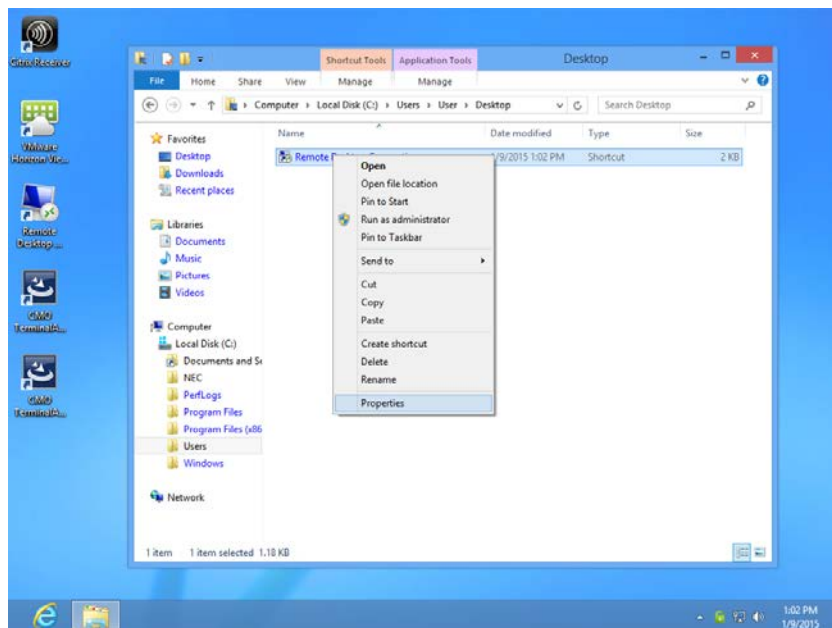 Citrix Receiver
VMware
Horizon Vie...
Remote
Desktop ...
CMO
TerminalA...
CMO
TerminalA...
Shortcut Tools
Application Tools
Desktop
File
Home
Share
View
Manage
Manage
Computer
Local Disk (C:)
Users
User
Desktop
Search Desktop
Name
Date modified
Type
Size
Remote
1/9/2015 1:02 PM
Shortcut
2 KB
Favorites
Desktop
Downloads
Recent places
Libraries
Documents
Music
Pictures
Videos
Computer
Local Disk (C:)
Documents and Se
NEC
PerfLogs
Program Files
Program Files (x86
Users
Windows
Network
Open
Open file location
Pin to Start
Run as administrator
Pin to Taskbar
Send to
Cut
Copy
Paste
Create shortcut
Delete
Rename
Properties
1 item
1 item selected 1.18 KB
1:02 PM
1/9/2015